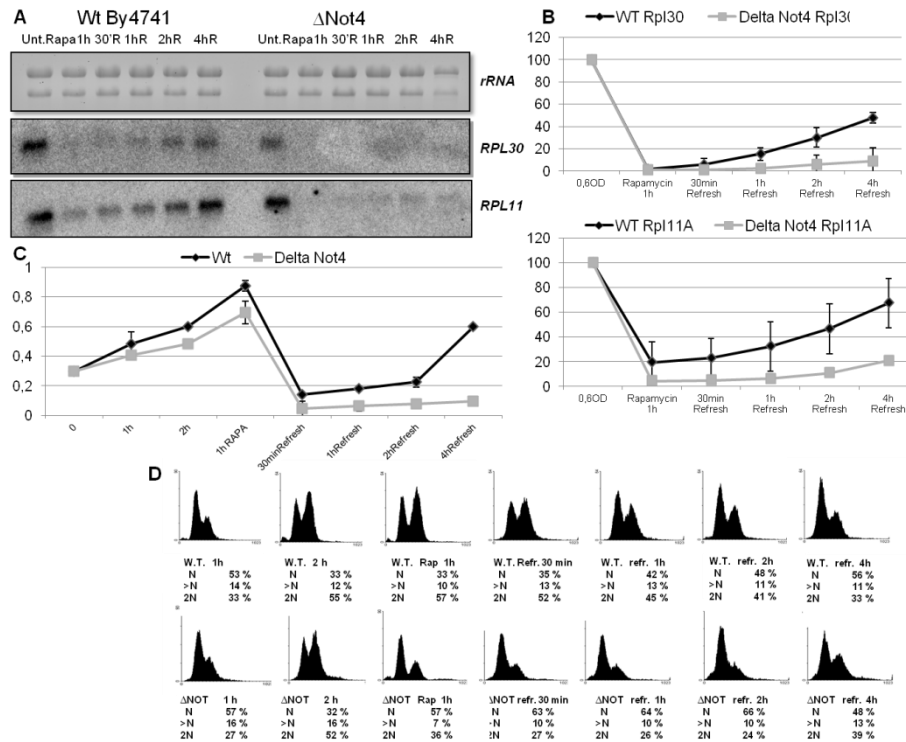 A
Wt By4741
ΔNot4
Unt.Rapa1h 30'R 1hR 2hR 4hR
Unt.Rapa1h 30'R 1hR 2hR 4hR
rRNA
RPL30
RPL11
B
WT Rpl30 Delta Not4 Rpl30
120
100
80
60
40
20
0
0,6OD
Rapamycin 1h
30min Refresh
1h Refresh
2h Refresh
4h Refresh
WT Rpl11A Delta Not4 Rpl11A
120
100
80
60
40
20
0
0,6OD
Rapamycin 1h
30min Refresh
1h Refresh
2h Refresh
4h Refresh
C
Wt Delta Not4
1
0,8
0,6
0,4
0,2
0
0
1h
2h
1h RAPA
30minRefresh
1hRefresh
2hRefresh
4hRefresh
D
W.T. 1h
N 53 %
>N 14 %
2N 33 %
W.T. 2 h
N 33 %
>N 12 %
2N 55 %
W.T. Rap 1h
N 33 %
>N 10 %
2N 57 %
W.T. Refr. 30 min
N 35 %
>N 13 %
2N 52 %
W.T. refr. 1h
N 42 %
>N 13 %
2N 45 %
W.T. refr. 2h
N 48 %
>N 11 %
2N 41 %
W.T. refr. 4h
N 56 %
>N 11 %
2N 33 %
ΔNOT 1 h
N 57 %
>N 16 %
2N 27 %
ΔNOT 2 h
N 32 %
>N 16 %
2N 52 %
ΔNOT Rap 1h
N 57 %
>N 7 %
2N 36 %
ΔNOT refr. 30 min
N 63 %
>N 10 %
2N 27 %
ΔNOT refr. 1h
N 64 %
>N 10 %
2N 26 %
ΔNOT refr. 2h
N 66 %
>N 10 %
2N 24 %
ΔNOT refr. 4h
N 48 %
>N 13 %
2N 39 %